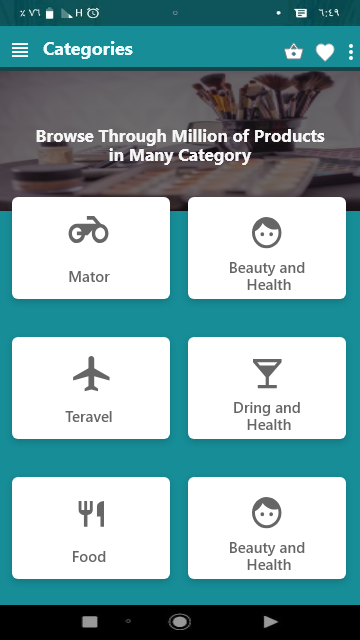 ٪ ٧٦ H ٦:٤٩
Categories
Browse Through Million of Products
in Many Category
Mator
Beauty and
Health
Teravel
Dring and
Health
Food
Beauty and
Health